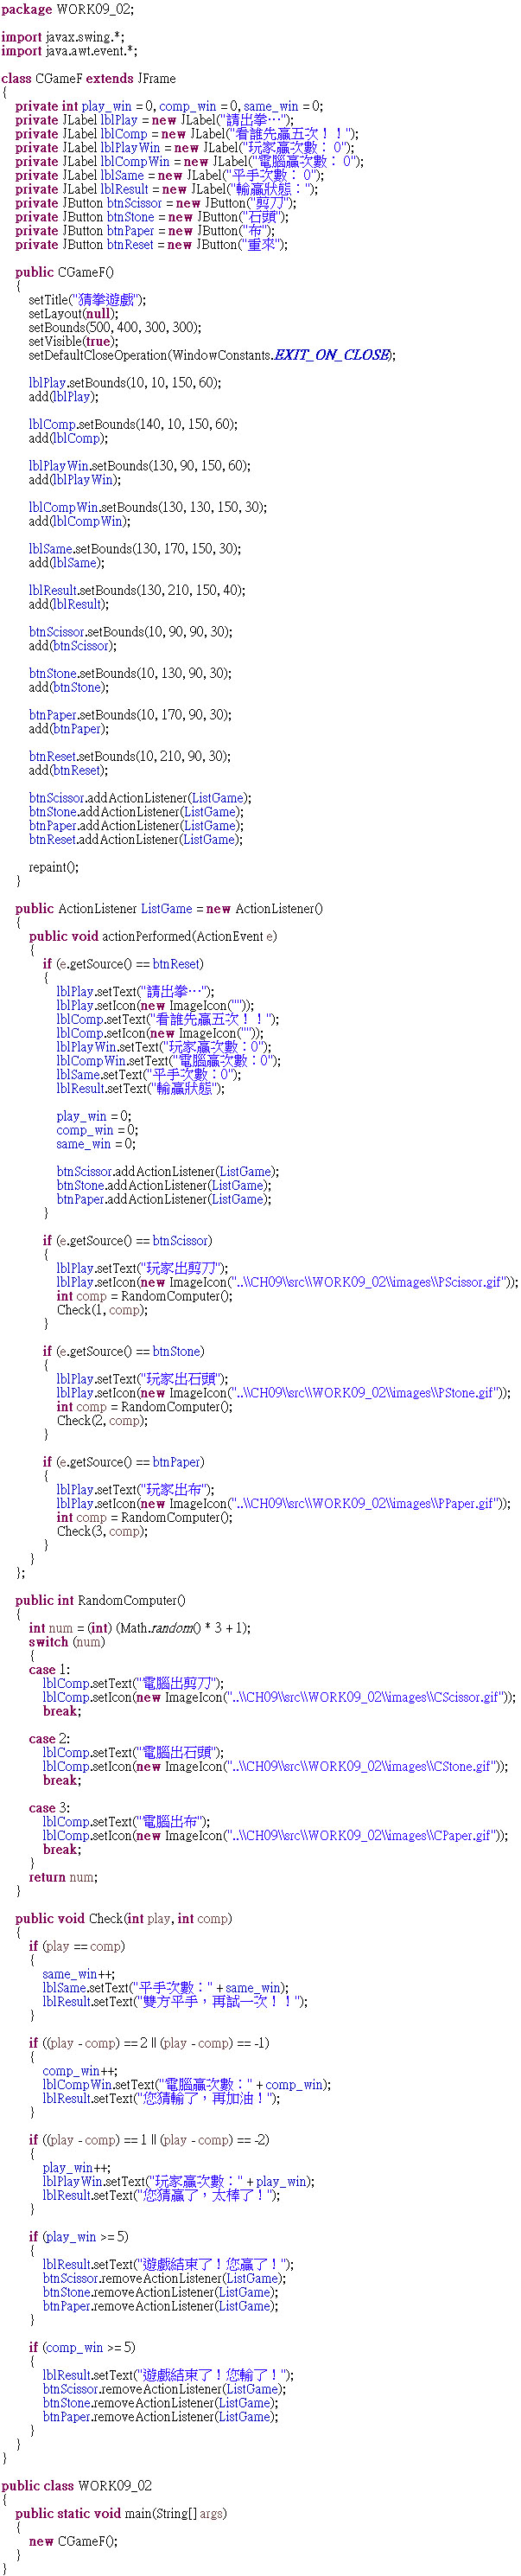 package WORK09_02;
import javax.swing.*;
import java.awt.event.*;
class CGameF extends JFrame
{
private int play_win = 0, comp_win = 0, same_win = 0;
private JLabel lblPlay = new JLabel("請出拳…");
private JLabel lblComp = new JLabel("看誰先贏五次！！");
private JLabel lblPlayWin = new JLabel("玩家贏次數： 0");
private JLabel lblCompWin = new JLabel("電腦贏次數： 0");
private JLabel lblSame = new JLabel("平手次數： 0");
private JLabel lblResult = new JLabel("輸贏狀態：");
private JButton btnScissor = new JButton("剪刀");
private JButton btnStone = new JButton("石頭");
private JButton btnPaper = new JButton("布");
private JButton btnReset = new JButton("重來");
public CGameF()
{
setTitle("猜拳遊戲");
setLayout(null);
setBounds(500, 400, 300, 300);
setVisible(true);
setDefaultCloseOperation(WindowConstants.EXIT_ON_CLOSE);
lblPlay.setBounds(10, 10, 150, 60);
add(lblPlay);
lblComp.setBounds(140, 10, 150, 60);
add(lblComp);
lblPlayWin.setBounds(130, 90, 150, 60);
add(lblPlayWin);
lblCompWin.setBounds(130, 130, 150, 30);
add(lblCompWin);
lblSame.setBounds(130, 170, 150, 30);
add(lblSame);
lblResult.setBounds(130, 210, 150, 40);
add(lblResult);
btnScissor.setBounds(10, 90, 90, 30);
add(btnScissor);
btnStone.setBounds(10, 130, 90, 30);
add(btnStone);
btnPaper.setBounds(10, 170, 90, 30);
add(btnPaper);
btnReset.setBounds(10, 210, 90, 30);
add(btnReset);
btnScissor.addActionListener(ListGame);
btnStone.addActionListener(ListGame);
btnPaper.addActionListener(ListGame);
btnReset.addActionListener(ListGame);
repaint();
}
public ActionListener ListGame = new ActionListener()
{
public void actionPerformed(ActionEvent e)
{
if (e.getSource() == btnReset)
{
lblPlay.setText("請出拳…");
lblPlay.setIcon(new ImageIcon(""));
lblComp.setText("看誰先贏五次！！");
lblComp.setIcon(new ImageIcon(""));
lblPlayWin.setText("玩家贏次數：0");
lblCompWin.setText("電腦贏次數：0");
lblSame.setText("平手次數：0");
lblResult.setText("輸贏狀態");
play_win = 0;
comp_win = 0;
same_win = 0;
btnScissor.addActionListener(ListGame);
btnStone.addActionListener(ListGame);
btnPaper.addActionListener(ListGame);
}
if (e.getSource() == btnScissor)
{
lblPlay.setText("玩家出剪刀");
lblPlay.setIcon(new ImageIcon("..\\CH09\\src\\WORK09_02\\images\\PScissor.gif"));
int comp = RandomComputer();
Check(1, comp);
}
if (e.getSource() == btnStone)
{
lblPlay.setText("玩家出石頭");
lblPlay.setIcon(new ImageIcon("..\\CH09\\src\\WORK09_02\\images\\PStone.gif"));
int comp = RandomComputer();
Check(2, comp);
}
if (e.getSource() == btnPaper)
{
lblPlay.setText("玩家出布");
lblPlay.setIcon(new ImageIcon("..\\CH09\\src\\WORK09_02\\images\\PPaper.gif"));
int comp = RandomComputer();
Check(3, comp);
}
}
};
public int RandomComputer()
{
int num = (int) (Math.random() * 3 + 1);
switch (num)
{
case 1:
lblComp.setText("電腦出剪刀");
lblComp.setIcon(new ImageIcon("..\\CH09\\src\\WORK09_02\\images\\CScissor.gif"));
break;
case 2:
lblComp.setText("電腦出石頭");
lblComp.setIcon(new ImageIcon("..\\CH09\\src\\WORK09_02\\images\\CStone.gif"));
break;
case 3:
lblComp.setText("電腦出布");
lblComp.setIcon(new ImageIcon("..\\CH09\\src\\WORK09_02\\images\\CPaper.gif"));
break;
}
return num;
}
public void Check(int play, int comp)
{
if (play == comp)
{
same_win++;
lblSame.setText("平手次數：" + same_win);
lblResult.setText("雙方平手，再試一次！！");
}
if ((play - comp) == 2 || (play - comp) == -1)
{
comp_win++;
lblCompWin.setText("電腦贏次數：" + comp_win);
lblResult.setText("您猜輸了，再加油！");
}
if ((play - comp) == 1 || (play - comp) == -2)
{
play_win++;
lblPlayWin.setText("玩家贏次數：" + play_win);
lblResult.setText("您猜贏了，太棒了！");
}
if (play_win >= 5)
{
lblResult.setText("遊戲結束了！您贏了！");
btnScissor.removeActionListener(ListGame);
btnStone.removeActionListener(ListGame);
btnPaper.removeActionListener(ListGame);
}
if (comp_win >= 5)
{
lblResult.setText("遊戲結束了！您輸了！");
btnScissor.removeActionListener(ListGame);
btnStone.removeActionListener(ListGame);
btnPaper.removeActionListener(ListGame);
}
}
}
public class WORK09_02
{
public static void main(String[] args)
{
new CGameF();
}
}